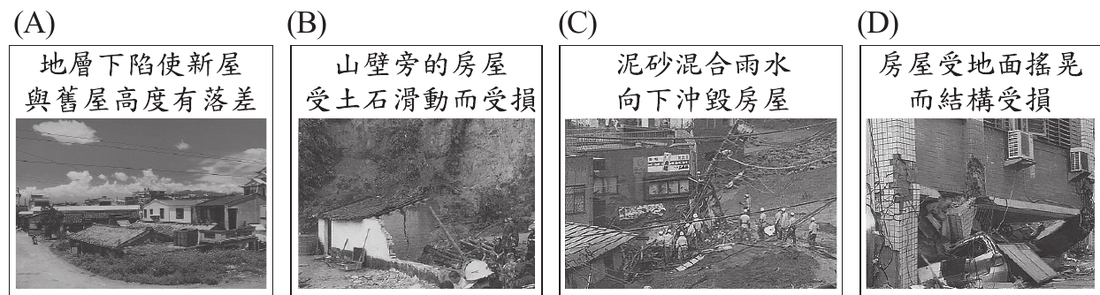 (A)
地層下陷使新屋
與舊屋高度有落差
(B)
山壁旁的房屋
受土石滑動而受損
(C)
泥砂混合雨水
向下沖毀房屋
(D)
房屋受地面搖晃
而結構受損